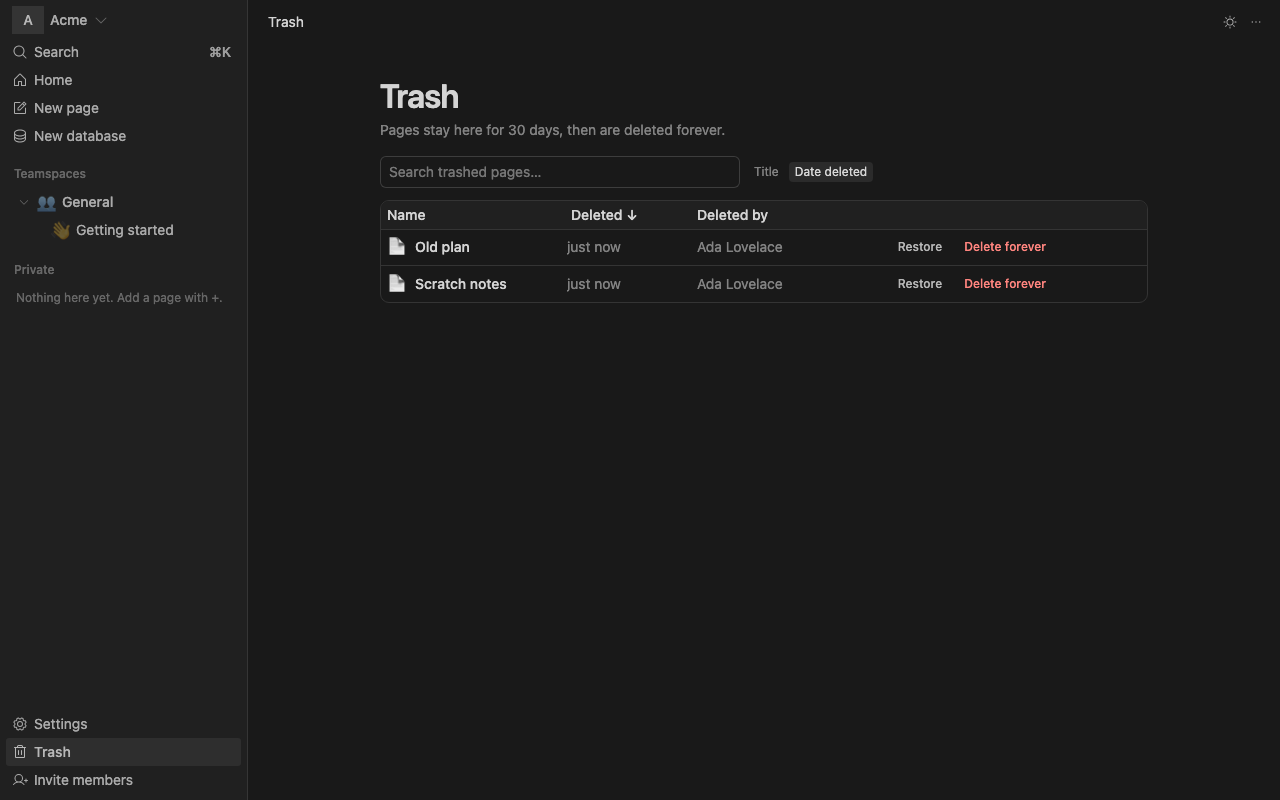 A Acme
Search ⌘K
Home
New page
New database
Teamspaces
General
Getting started
Private
Nothing here yet. Add a page with +.
Settings
Trash
Invite members
Trash
Trash
Pages stay here for 30 days, then are deleted forever.
Search trashed pages... Title Date deleted
Name Deleted ↓ Deleted by
Old plan just now Ada Lovelace Restore Delete forever
Scratch notes just now Ada Lovelace Restore Delete forever